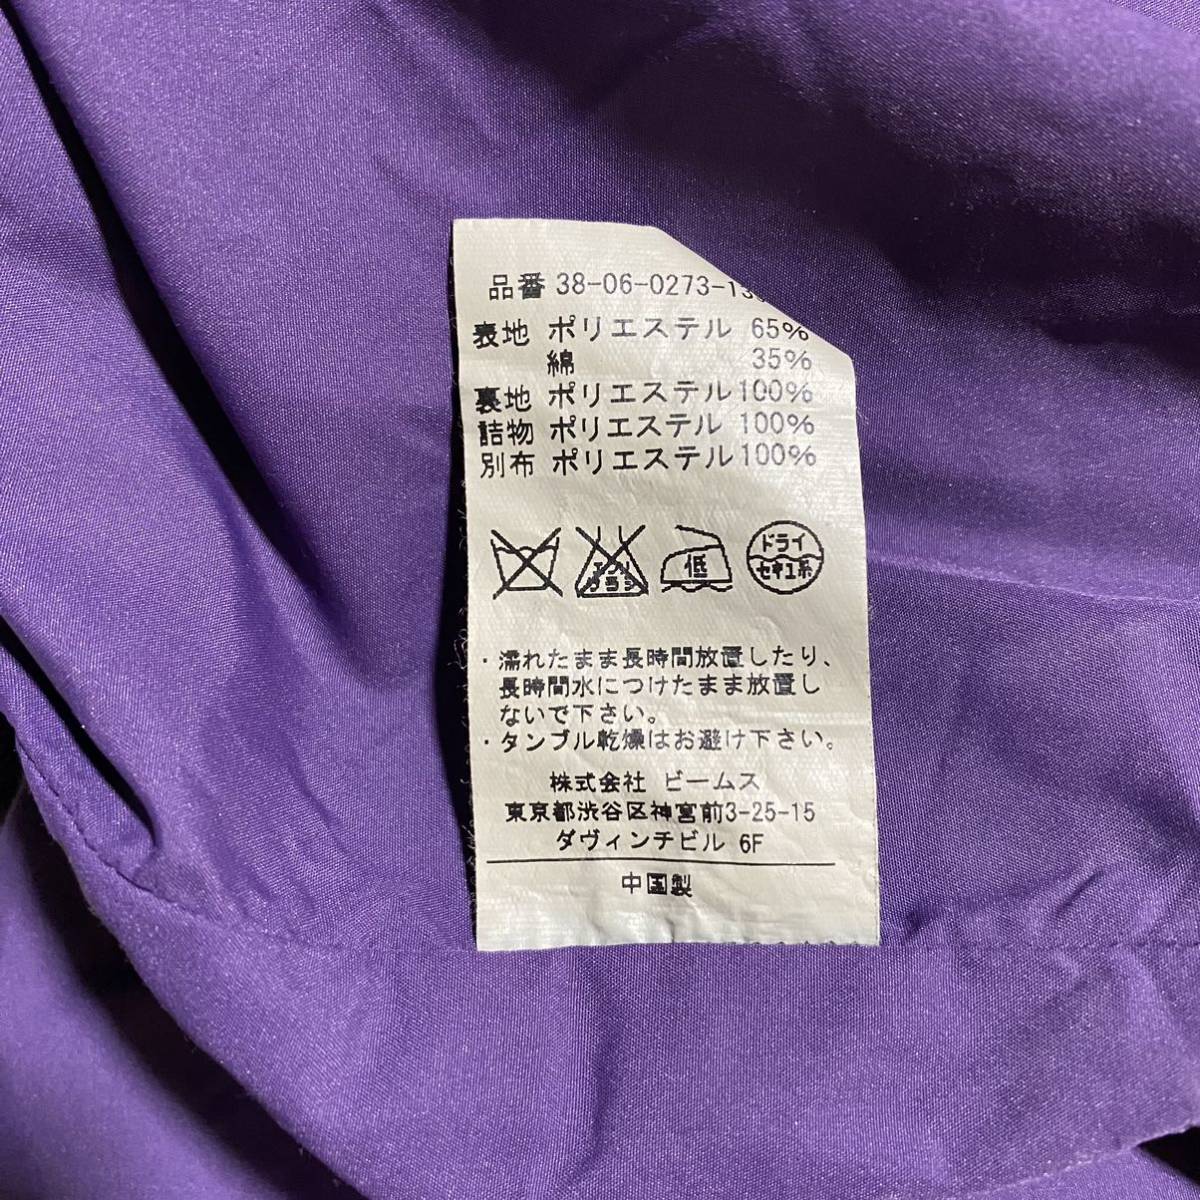 品番 38-06-0273-13
表地 ポリエステル 65%
綿 35%
裏地 ポリエステル100%
詰物 ポリエステル 100%
別布 ポリエステル100%
エンソ
サラシ
低
ドライ
セキユ系
・濡れたまま長時間放置したり、
長時間水につけたまま放置し
ないで下さい。
・タンブル乾燥はお避け下さい。
株式会社 ビームス
東京都渋谷区神宮前3-25-15
ダヴィンチビル 6F
中国製